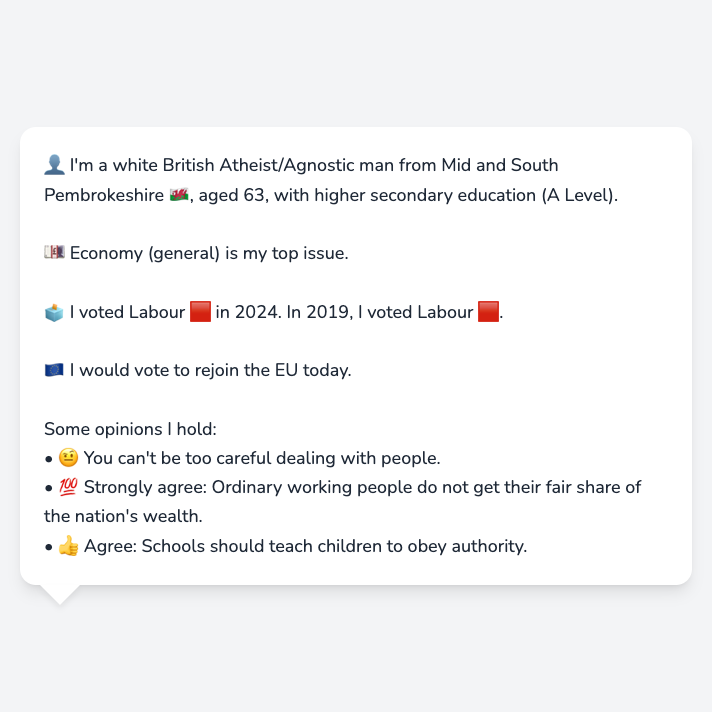 👤 I'm a white British Atheist/Agnostic man from Mid and South
Pembrokeshire 🏴󠁧󠁢󠁷󠁬󠁳󠁿, aged 63, with higher secondary education (A Level).
💷 Economy (general) is my top issue.
🗳️ I voted Labour 🟥 in 2024. In 2019, I voted Labour 🟥.
🇪🇺 I would vote to rejoin the EU today.
Some opinions I hold:
• 🤨 You can't be too careful dealing with people.
• 💯 Strongly agree: Ordinary working people do not get their fair share of
the nation's wealth.
• 👍 Agree: Schools should teach children to obey authority.